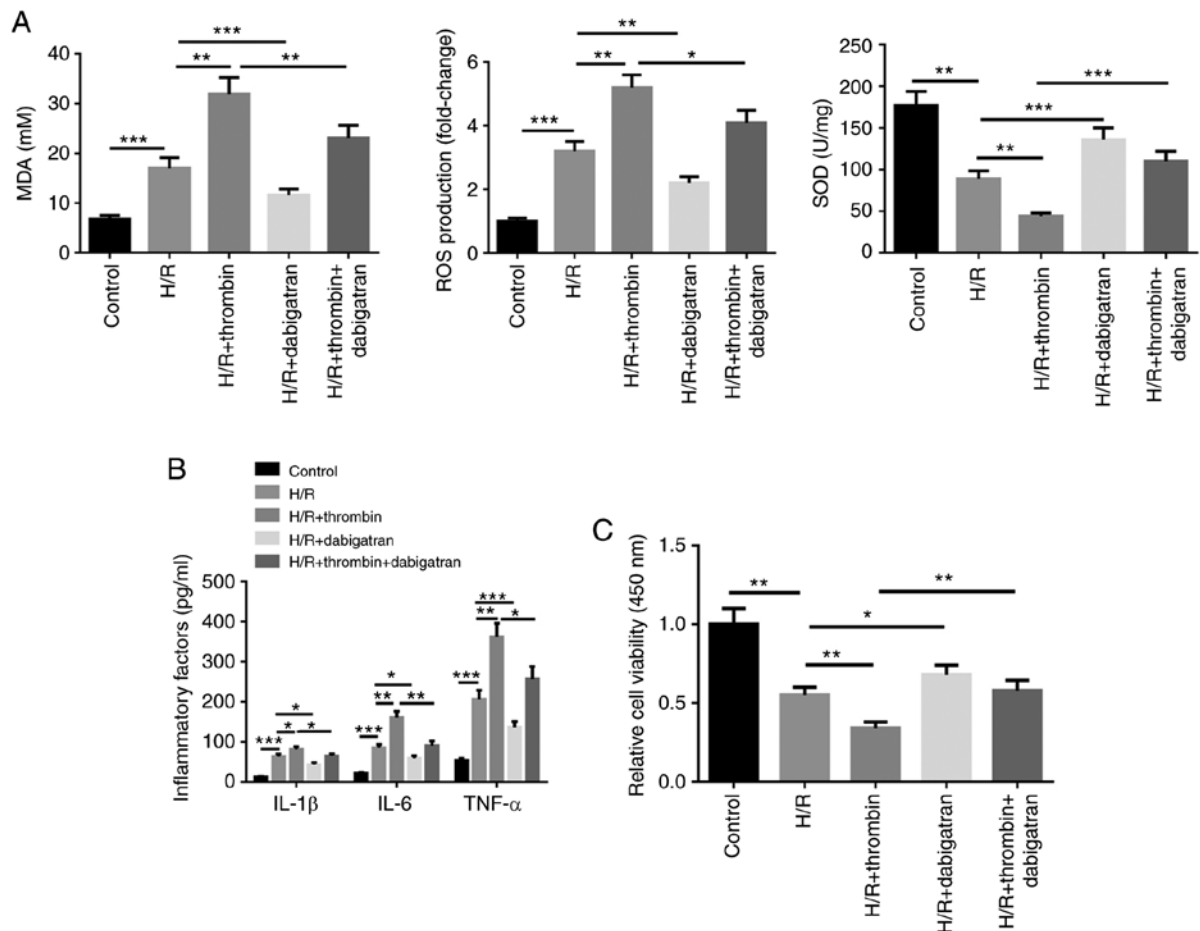 A
MDA (mM)
40
30
20
10
0
***
***
**
**
Control
H/R
H/R+thrombin
H/R+dabigatran
H/R+thrombin+
dabigatran
ROS production (fold-change)
6
4
2
0
***
**
**
*
Control
H/R
H/R+thrombin
H/R+dabigatran
H/R+thrombin+
dabigatran
SOD (U/mg)
250
200
150
100
50
0
**
***
***
**
Control
H/R
H/R+thrombin
H/R+dabigatran
H/R+thrombin+
dabigatran
B
Control
H/R
H/R+thrombin
H/R+dabigatran
H/R+thrombin+dabigatran
Inflammatory factors (pg/ml)
500
400
300
200
100
0
***
*
*
*
***
*
**
**
***
***
**
*
IL-1β
IL-6
TNF-α
C
Relative cell viability (450 nm)
1.5
1.0
0.5
0.0
**
**
*
**
Control
H/R
H/R+thrombin
H/R+dabigatran
H/R+thrombin+
dabigatran